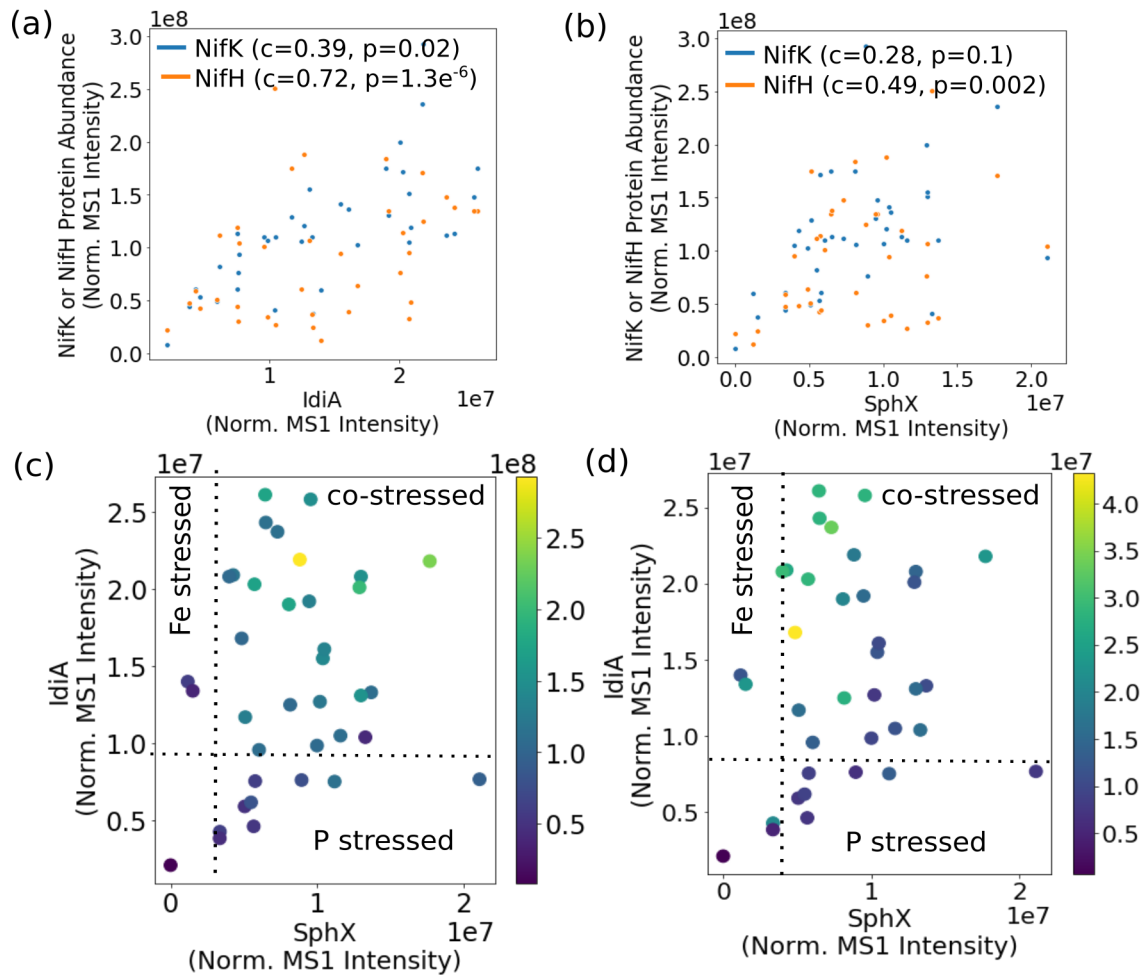 (a)
1e8
NifK (c=0.39, p=0.02)
NifH (c=0.72, p=1.3e-6)
3.0
2.5
2.0
1.5
1.0
0.5
0.0
NifK or NifH Protein Abundance
(Norm. MS1 Intensity)
1
2
1e7
IdiA
(Norm. MS1 Intensity)
(b)
1e8
NifK (c=0.28, p=0.1)
NifH (c=0.49, p=0.002)
3.0
2.5
2.0
1.5
1.0
0.5
0.0
NifK or NifH Protein Abundance
(Norm. MS1 Intensity)
0.0
0.5
1.0
1.5
2.0
1e7
SphX
(Norm. MS1 Intensity)
(c)
1e7
1e8
Fe stressed
co-stressed
P stressed
2.5
2.0
1.5
1.0
0.5
IdiA
(Norm. MS1 Intensity)
0
1
2
1e7
SphX
(Norm. MS1 Intensity)
2.5
2.0
1.5
1.0
0.5
(d)
1e7
1e7
Fe stressed
co-stressed
P stressed
2.5
2.0
1.5
1.0
0.5
IdiA
(Norm. MS1 Intensity)
0
1
2
1e7
SphX
(Norm. MS1 Intensity)
4.0
3.5
3.0
2.5
2.0
1.5
1.0
0.5